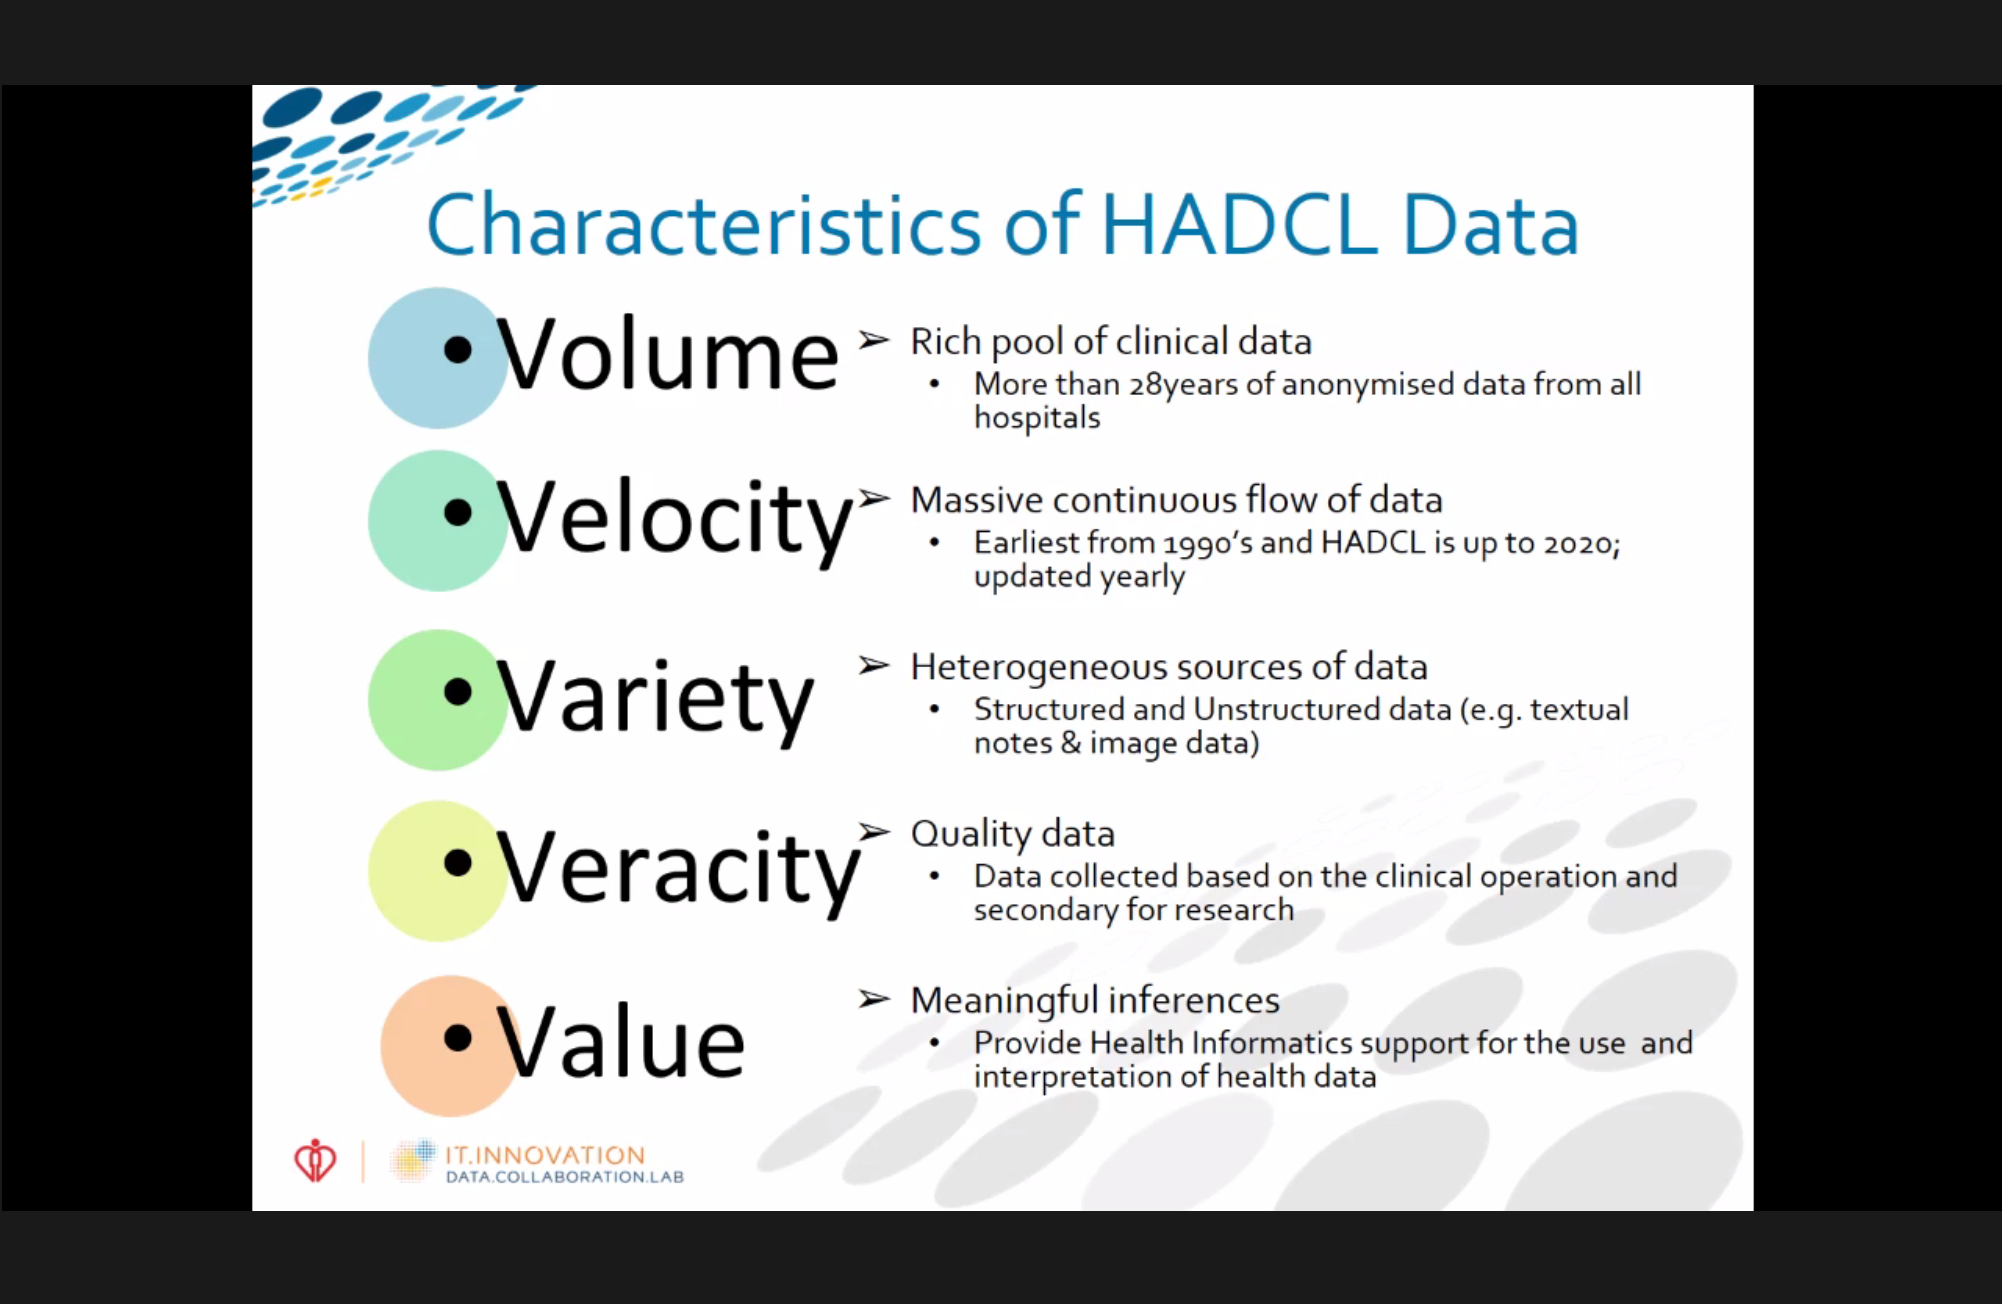 Characteristics of HADCL Data
• Volume
➢ Rich pool of clinical data
• More than 28years of anonymised data from all
hospitals
• Velocity
➢ Massive continuous flow of data
• Earliest from 1990's and HADCL is up to 2020;
updated yearly
• Variety
➢ Heterogeneous sources of data
• Structured and Unstructured data (e.g. textual
notes & image data)
• Veracity
➢ Quality data
• Data collected based on the clinical operation and
secondary for research
• Value
➢ Meaningful inferences
• Provide Health Informatics support for the use and
interpretation of health data
IT.INNOVATION
DATA.COLLABORATION.LAB